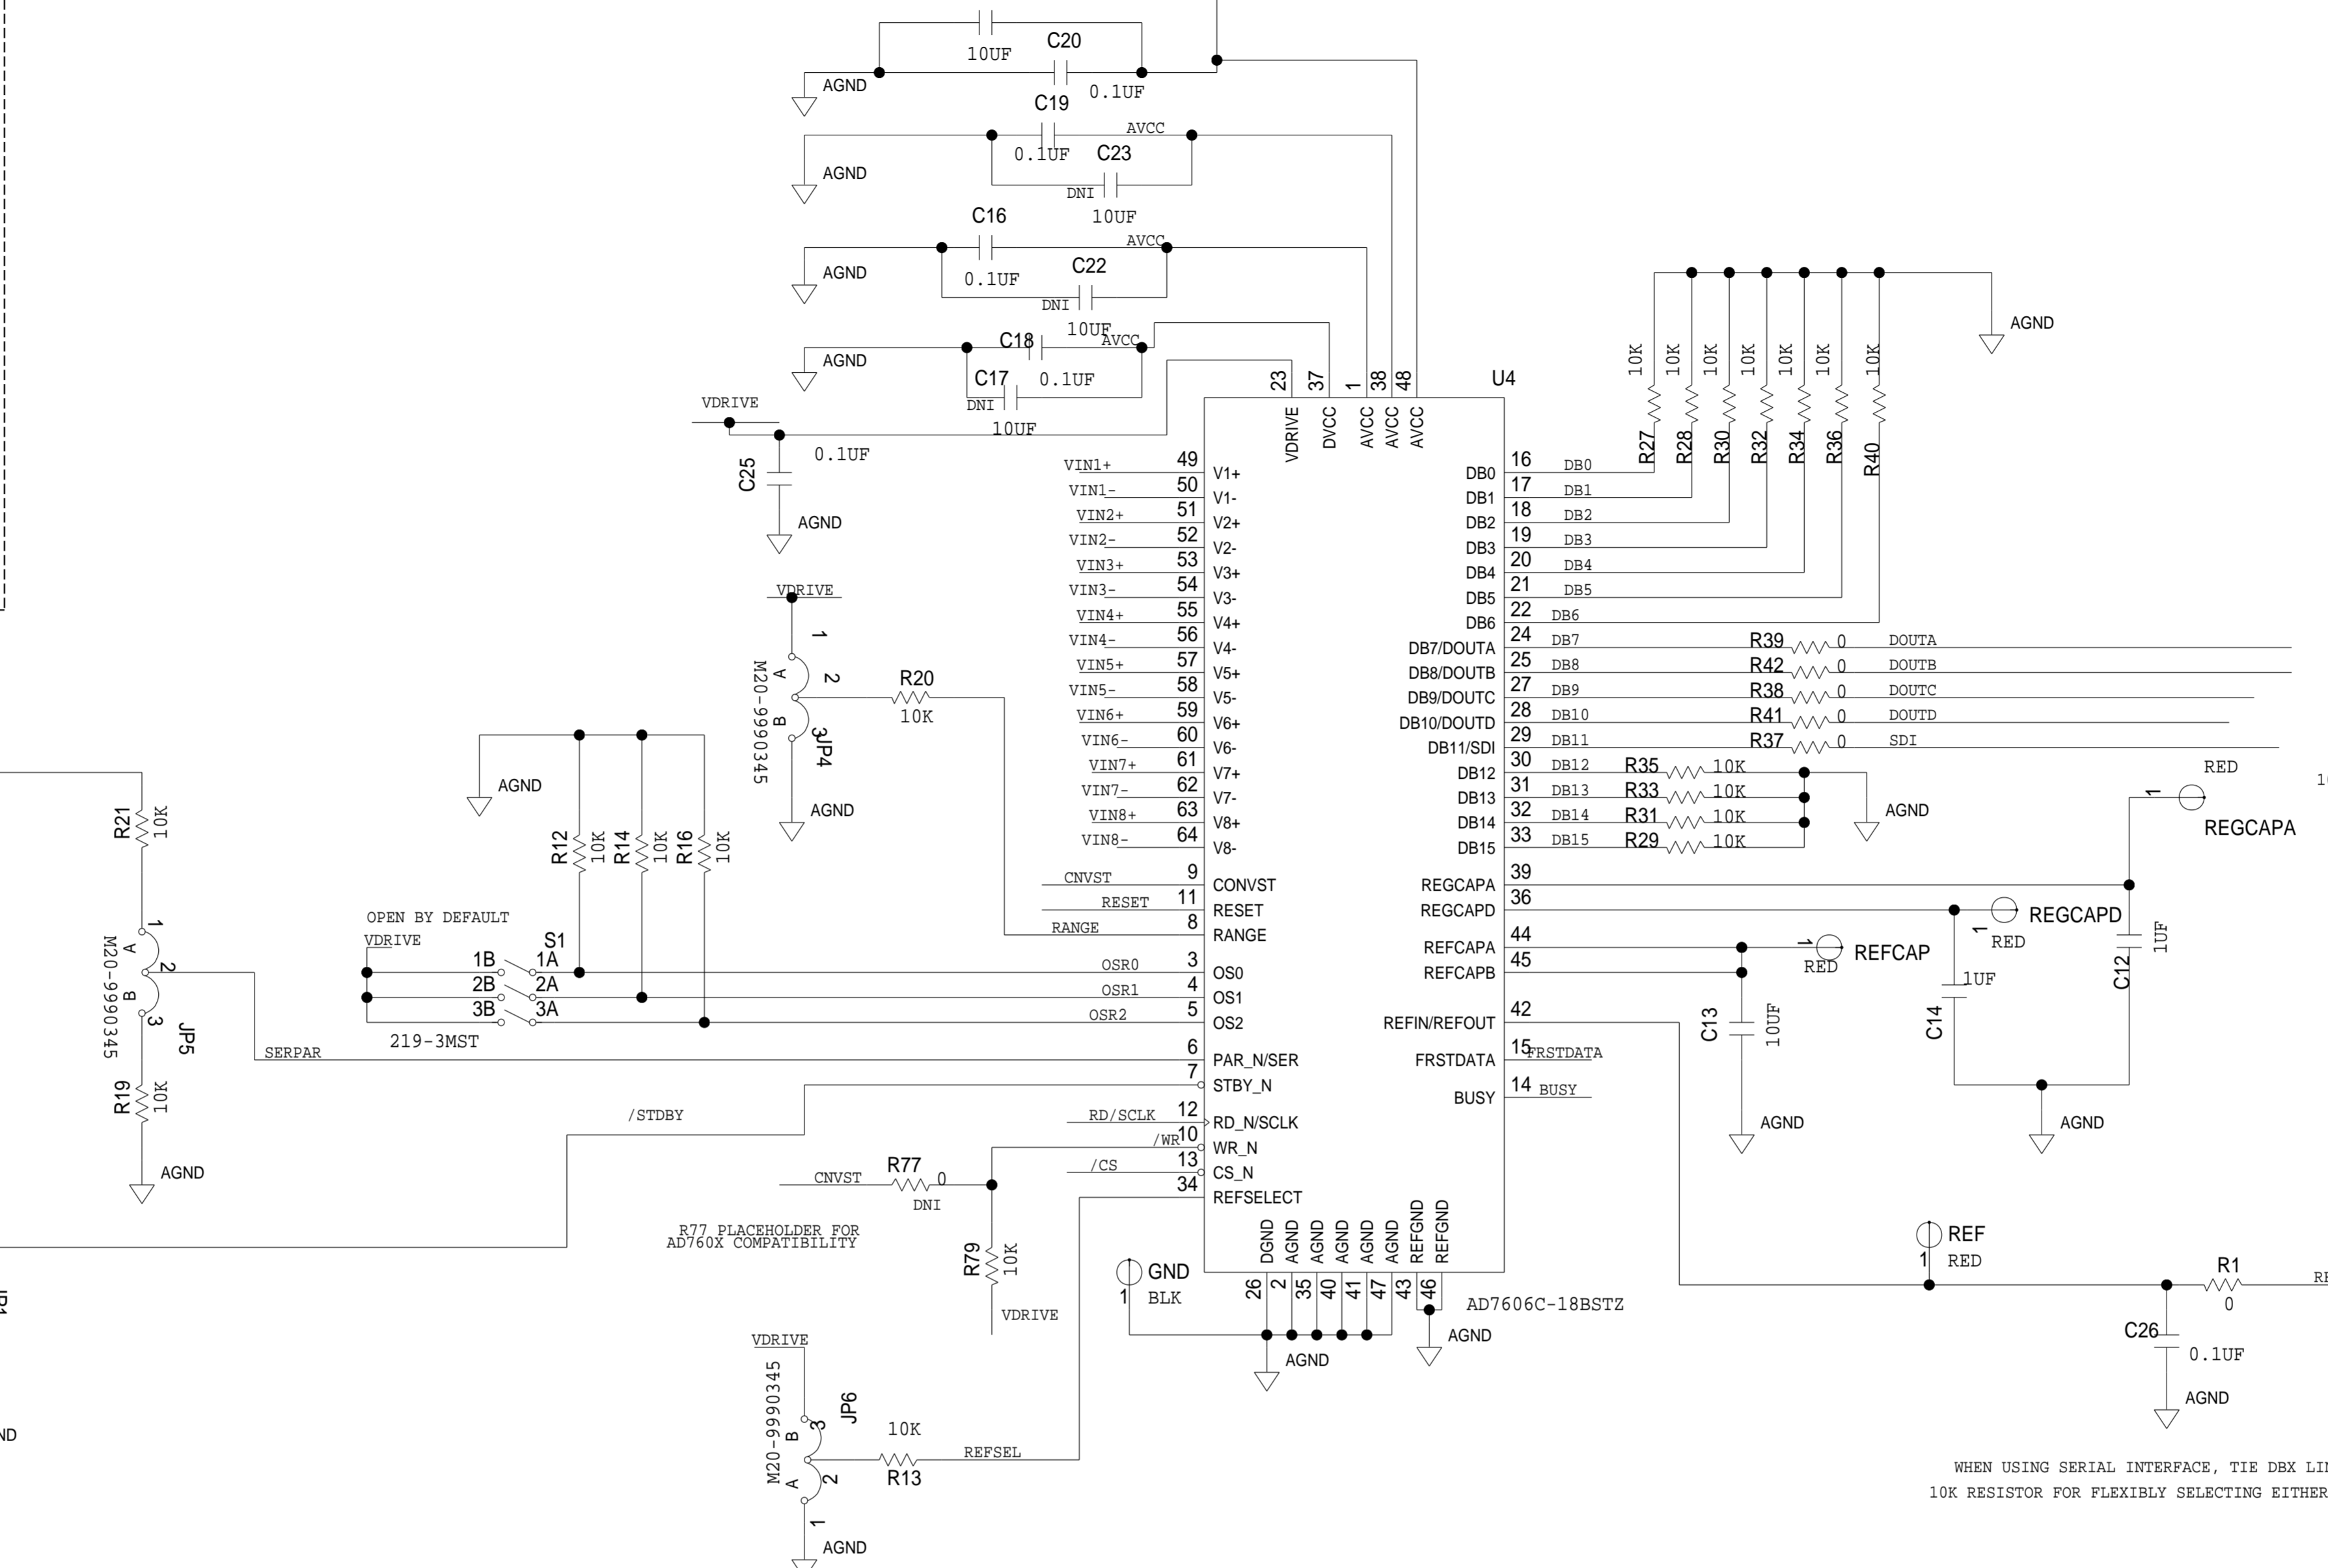 10UF
C20
AGND
0.1UF
C19
AVCC
0.1UF
C23
AGND
DNI
10UF
C16
AVCC
0.1UF
C22
AGND
DNI
10UF
C18
AVCC
AGND
0.1UF
C17
DNI
10UF
VDRIVE
0.1UF
C25
AGND
23
37
1
38
48
U4
VDRIVE
DVCC
AVCC
AVCC
AVCC
AGND
10K
10K
10K
10K
10K
10K
10K
R27
R28
R30
R32
R34
R36
R40
VIN1+ 49 V1+
VIN1- 50 V1-
VIN2+ 51 V2+
VIN2- 52 V2-
VIN3+ 53 V3+
VIN3- 54 V3-
VIN4+ 55 V4+
VIN4- 56 V4-
VIN5+ 57 V5+
VIN5- 58 V5-
VIN6+ 59 V6+
VIN6- 60 V6-
VIN7+ 61 V7+
VIN7- 62 V7-
VIN8+ 63 V8+
VIN8- 64 V8-
CNVST 9 CONVST
RESET 11 RESET
RANGE 8 RANGE
OSR0 3 OS0
OSR1 4 OS1
OSR2 5 OS2
SERPAR 6 PAR_N/SER
/STDBY 7 STBY_N
RD/SCLK 12 RD_N/SCLK
/WR 10 WR_N
/CS 13 CS_N
34 REFSELECT
DB0 16 DB0
DB1 17 DB1
DB2 18 DB2
DB3 19 DB3
DB4 20 DB4
DB5 21 DB5
DB6 22 DB6
DB7/DOUTA 24 DB7 R39 0 DOUTA
DB8/DOUTB 25 DB8 R42 0 DOUTB
DB9/DOUTC 27 DB9 R38 0 DOUTC
DB10/DOUTD 28 DB10 R41 0 DOUTD
DB11/SDI 29 DB11 R37 0 SDI
DB12 30 DB12 R35 10K
DB13 31 DB13 R33 10K
DB14 32 DB14 R31 10K
DB15 33 DB15 R29 10K
AGND
REGCAPA 39
REGCAPD 36
REFCAPA 44
REFCAPB 45
REFIN/REFOUT 42
FRSTDATA 15 FRSTDATA
BUSY 14 BUSY
RED
1
REGCAPA
1
REGCAPD
RED
1
REFCAP
RED
1UF
C12
1UF
C14
C13
10UF
AGND
AGND
VDRIVE
1
A
2
B
3
JP4
M20-9990345
R20
10K
AGND
AGND
R12
10K
R14
10K
R16
10K
OPEN BY DEFAULT
VDRIVE
S1
1B 1A
2B 2A
3B 3A
219-3MST
R21
10K
1
A
2
B
3
JP5
M20-9990345
R19
10K
AGND
CNVST R77 0
DNI
R77 PLACEHOLDER FOR
AD760X COMPATIBILITY
R79
10K
VDRIVE
DGND
AGND
AGND
AGND
AGND
AGND
REFGND
REFGND
26
2
35
40
41
47
43
46
GND
1
BLK
AGND
AGND
AD7606C-18BSTZ
REF
1
RED
R1
0
C26
0.1UF
AGND
VDRIVE
M20-9990345
3
B
2
A
1
JP6
10K
R13
REFSEL
AGND
WHEN USING SERIAL INTERFACE, TIE DBX
10K RESISTOR FOR FLEXIBLY SELECTING EITHER